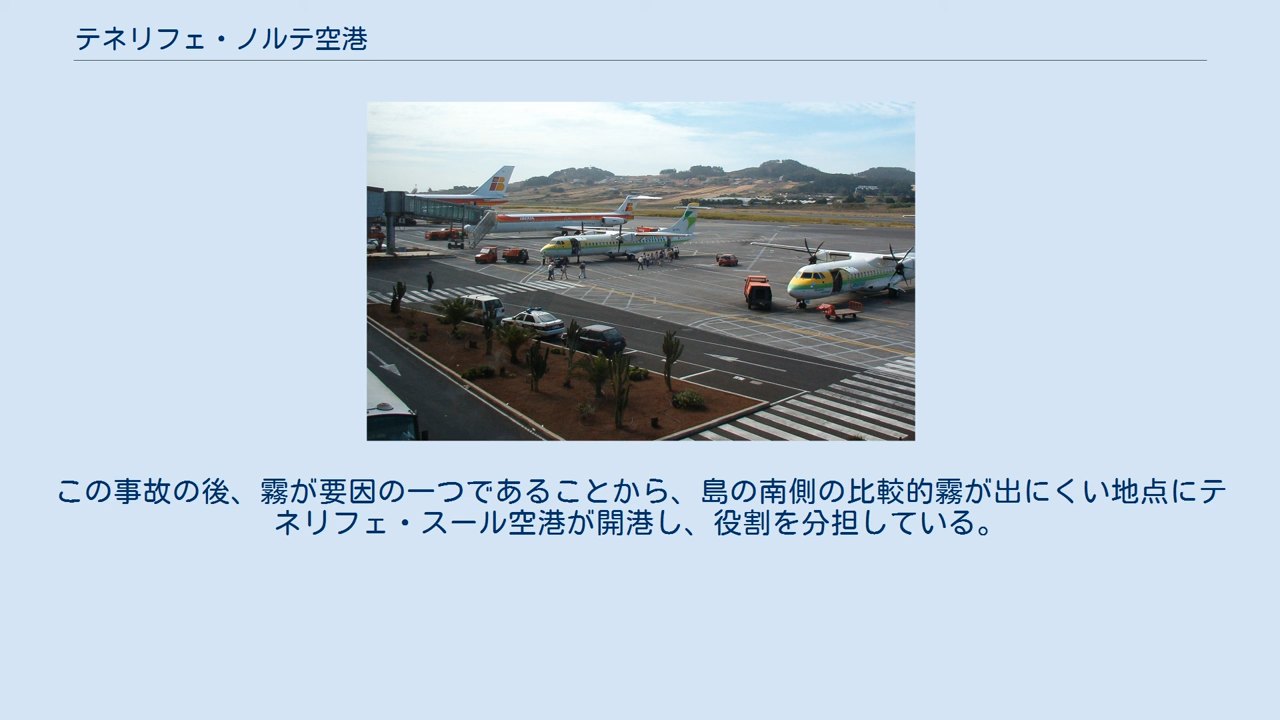 テネリフェ・ノルテ空港
この事故の後、霧が要因の一つであることから、島の南側の比較的霧が出にくい地点にテ
ネリフェ・スール空港が開港し、役割を分担している。